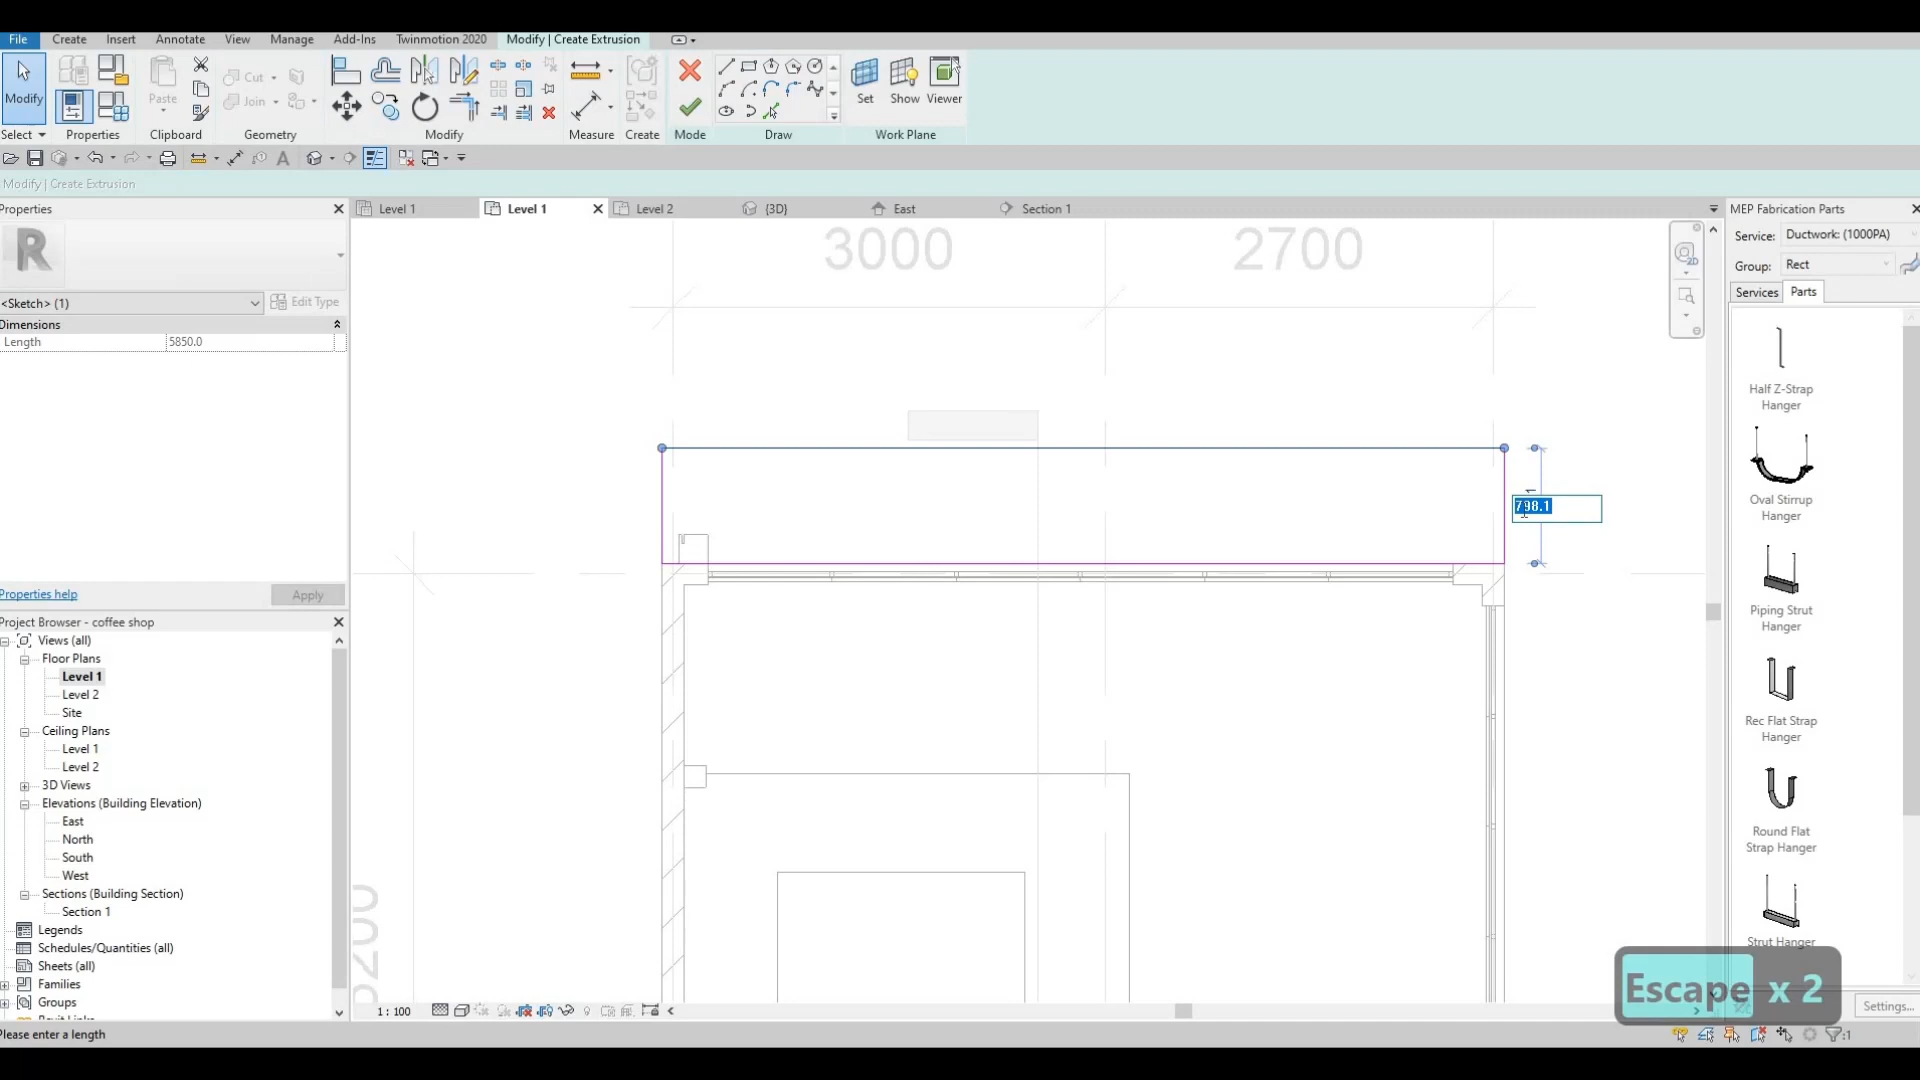 File Create Insert Annotate View Manage Add-Ins Twinmotion 2020 Modify | Create Extrusion
Modify
Paste
Cut
Join
Set Show Viewer
Select Properties Clipboard Geometry Modify Measure Create Mode Draw Work Plane
Modify | Create Extrusion
Properties
R
<Sketch> (1) Edit Type
Dimensions
Length 5850.0
Properties help Apply
Project Browser - coffee shop
Views (all)
Floor Plans
Level 1
Level 2
Site
Ceiling Plans
Level 1
Level 2
3D Views
Elevations (Building Elevation)
East
North
South
West
Sections (Building Section)
Section 1
Legends
Schedules/Quantities (all)
Sheets (all)
Families
Groups
Please enter a length
Level 1 Level 1 Level 2 {3D} East Section 1
3000 2700
798.1
1 : 100
MEP Fabrication Parts
Service: Ductwork: (1000PA)
Group: Rect
Services Parts
Half Z-Strap
Hanger
Oval Stirrup
Hanger
Piping Strut
Hanger
Rec Flat Strap
Hanger
Round Flat
Strap Hanger
Strut Hanger
Settings...
Escape x 2
:1